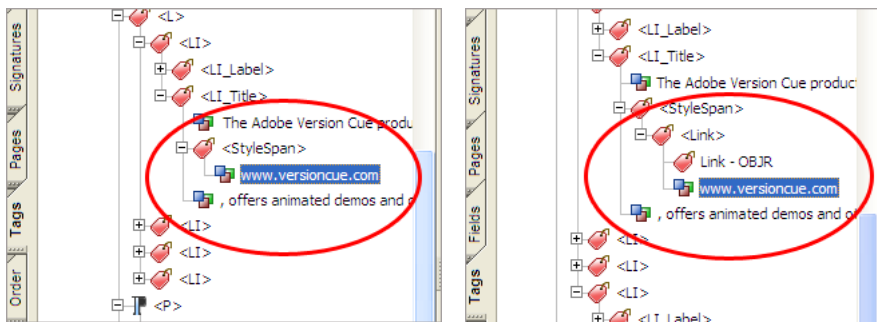 Signatures
Pages
Tags
Order
<L>
<LI>
<LI_Label>
<LI_Title>
The Adobe Version Cue produ
<StyleSpan>
www.versioncue.com
, offers animated demos and
<LI>
<LI>
<LI>
<P>
Signatures
Pages
Fields
Tags
<LI_Label>
<LI_Title>
The Adobe Version Cue produc
<StyleSpan>
<Link>
Link - OBJR
www.versioncue.com
, offers animated demos and
<LI>
<LI>
<LI>
<LI_Label>